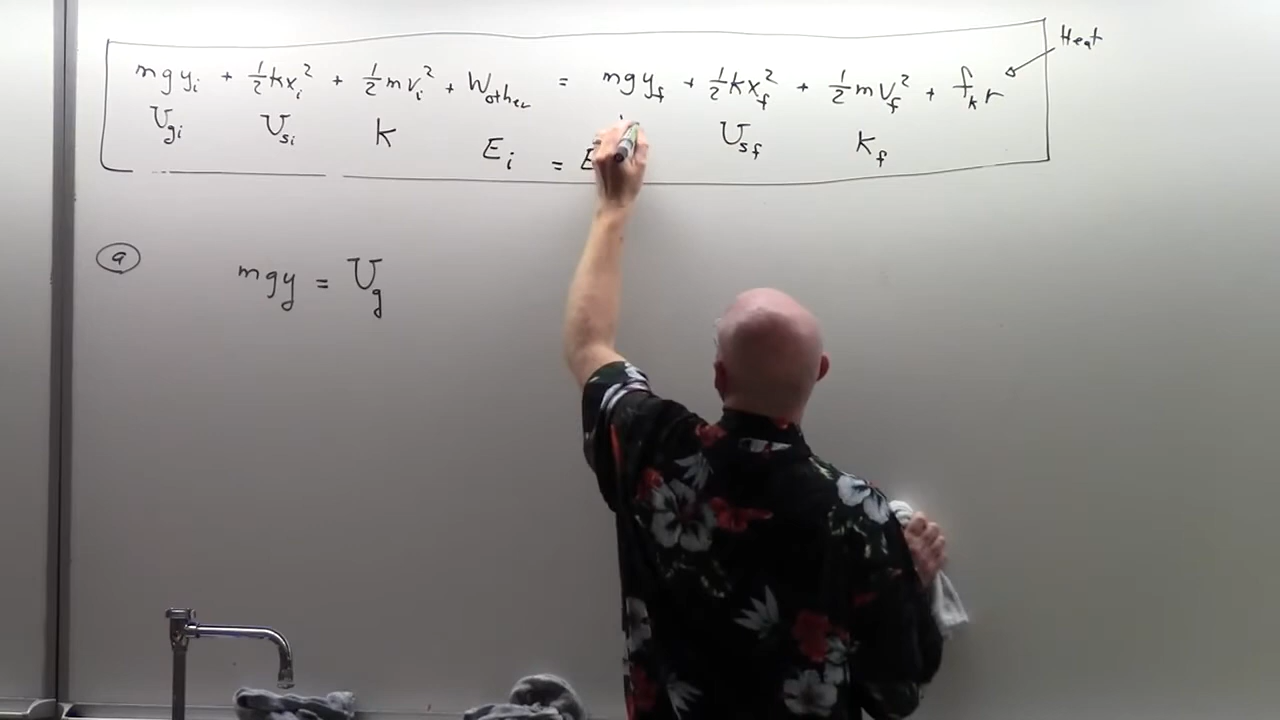 Heat
mgy_i + ½kx_i² + ½mv_i² + W_other = mgy_f + ½kx_f² + ½mv_f² + f_k r
U_gi U_si K U_sf K_f
E_i = E
a mgy = U_g